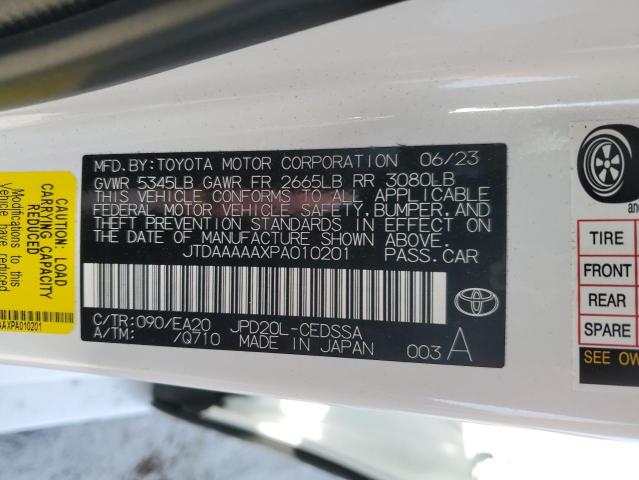 MFD.BY:TOYOTA MOTOR CORPORATION 06/23
GVWR 5345LB GAWR FR 2665LB RR 3080LB
THIS VEHICLE CONFORMS TO ALL APPLICABLE
FEDERAL MOTOR VEHICLE SAFETY,BUMPER,AND
THEFT PREVENTION STANDARDS IN EFFECT ON
THE DATE OF MANUFACTURE SHOWN ABOVE.
JTDAAAAAXPA010201 PASS.CAR
C/TR:090/EA20 JPD20L-CEDSSA
A/TM: /Q710 MADE IN JAPAN 003 A
CAUTION: LOAD
CARRYING CAPACITY
REDUCED
Modifications to this
have reduced
AAXPA010201
TIRE
FRONT
REAR
SPARE
SEE OW